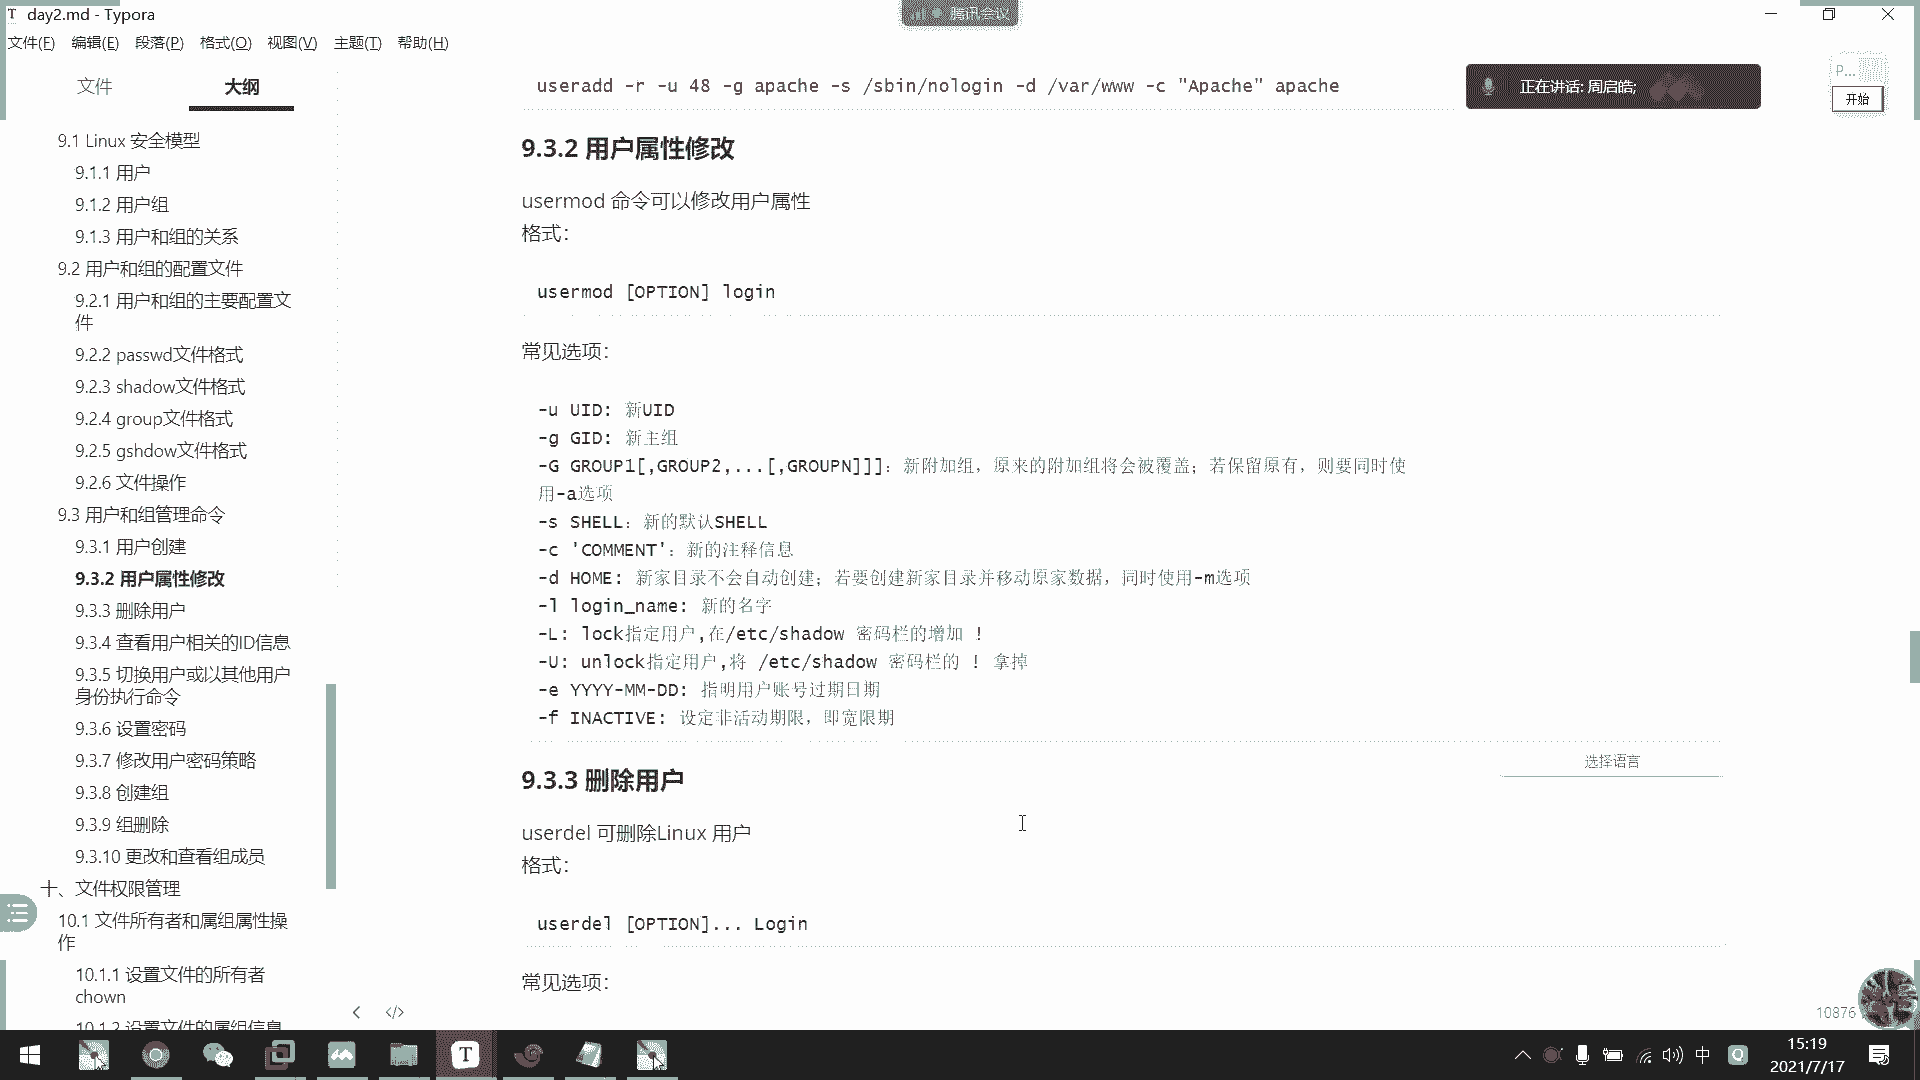 T day2.md - Typora
腾讯会议
文件(F) 编辑(E) 段落(P) 格式(O) 视图(V) 主题(T) 帮助(H)
文件
大纲
9.1 Linux 安全模型
9.1.1 用户
9.1.2 用户组
9.1.3 用户和组的关系
9.2 用户和组的配置文件
9.2.1 用户和组的主要配置文
件
9.2.2 passwd文件格式
9.2.3 shadow文件格式
9.2.4 group文件格式
9.2.5 gshdow文件格式
9.2.6 文件操作
9.3 用户和组管理命令
9.3.1 用户创建
9.3.2 用户属性修改
9.3.3 删除用户
9.3.4 查看用户相关的ID信息
9.3.5 切换用户或以其他用户
身份执行命令
9.3.6 设置密码
9.3.7 修改用户密码策略
9.3.8 创建组
9.3.9 组删除
9.3.10 更改和查看组成员
十、文件权限管理
10.1 文件所有者和属组属性操
作
10.1.1 设置文件的所有者
chown
10.1.2 设置文件的属组信息
useradd -r -u 48 -g apache -s /sbin/nologin -d /var/www -c "Apache" apache
正在讲话: 周启皓;
P...
开始
9.3.2 用户属性修改
usermod 命令可以修改用户属性
格式：
usermod [OPTION] login
常见选项：
-u UID: 新UID
-g GID: 新主组
-G GROUP1[,GROUP2,...[,GROUPN]]]：新附加组，原来的附加组将会被覆盖；若保留原有，则要同时使
用-a选项
-s SHELL：新的默认SHELL
-c 'COMMENT'：新的注释信息
-d HOME: 新家目录不会自动创建；若要创建新家目录并移动原家数据，同时使用-m选项
-l login_name: 新的名字
-L: lock指定用户,在/etc/shadow 密码栏的增加 !
-U: unlock指定用户,将 /etc/shadow 密码栏的 ! 拿掉
-e YYYY-MM-DD: 指明用户账号过期日期
-f INACTIVE: 设定非活动期限，即宽限期
选择语言
9.3.3 删除用户
userdel 可删除Linux 用户
格式：
userdel [OPTION]... Login
常见选项：
10876
中
15:19
2021/7/17